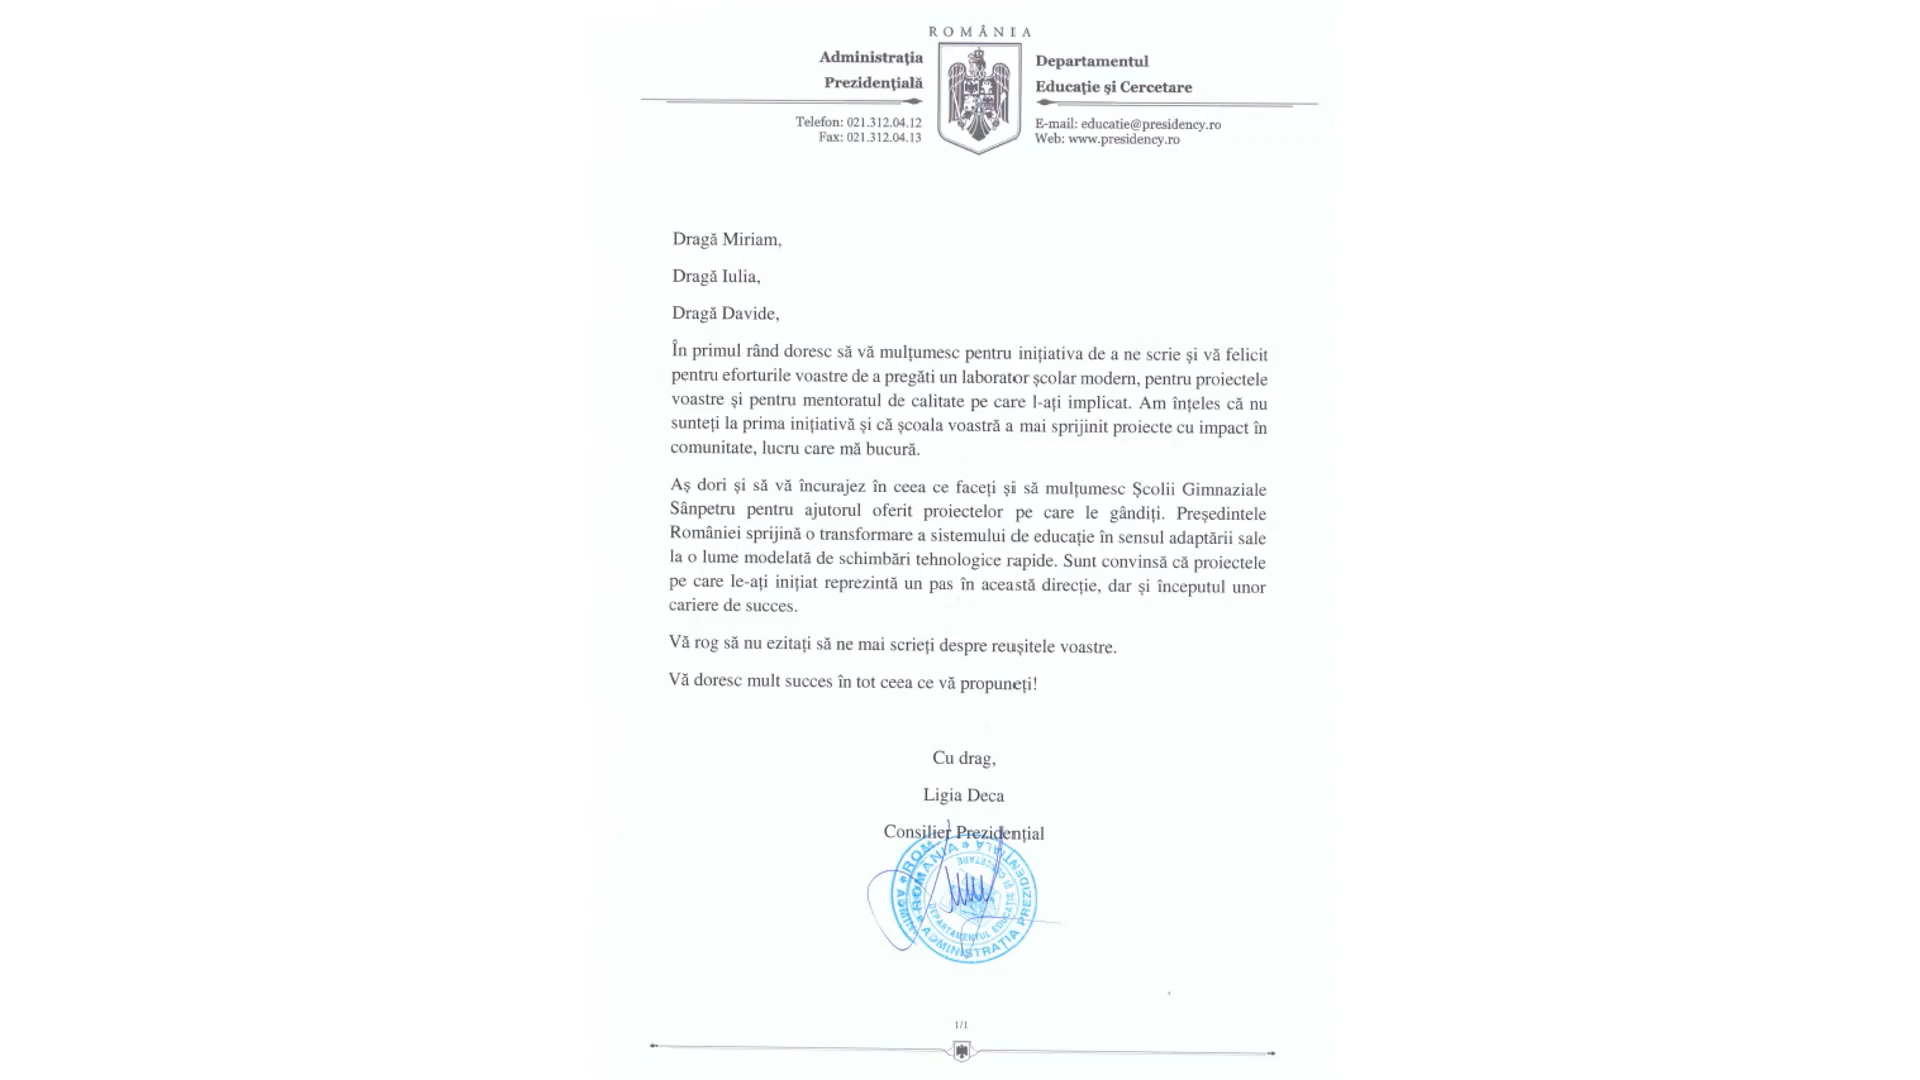 ROMÂNIA
Administrația
Prezidențială
Departamentul
Educație și Cercetare
Telefon: 021.312.04.12
Fax: 021.312.04.13
E-mail: educatie@presidency.ro
Web: www.presidency.ro
Dragă Miriam,
Dragă Iulia,
Dragă Davide,
În primul rând doresc să vă mulțumesc pentru inițiativa de a ne scrie și vă felicit
pentru eforturile voastre de a pregăti un laborator școlar modern, pentru proiectele
voastre și pentru mentoratul de calitate pe care l-ați implicat. Am înțeles că nu
sunteți la prima inițiativă și că școala voastră a mai sprijinit proiecte cu impact în
comunitate, lucru care mă bucură.
Aș dori și să vă încurajez în ceea ce faceți și să mulțumesc Școlii Gimnaziale
Sânpetru pentru ajutorul oferit proiectelor pe care le gândiți. Președintele
României sprijină o transformare a sistemului de educație în sensul adaptării sale
la o lume modelată de schimbări tehnologice rapide. Sunt convinsă că proiectele
pe care le-ați inițiat reprezintă un pas în această direcție, dar și începutul unor
cariere de succes.
Vă rog să nu ezitați să ne mai scrieți despre reușitele voastre.
Vă doresc mult succes în tot ceea ce vă propuneți!
Cu drag,
Ligia Deca
Consilier Prezidențial
ROMÂNIA * ADMINISTRAȚIA PREZIDENȚIALĂ
DEPARTAMENTUL EDUCAȚIE ȘI CERCETARE
1/1